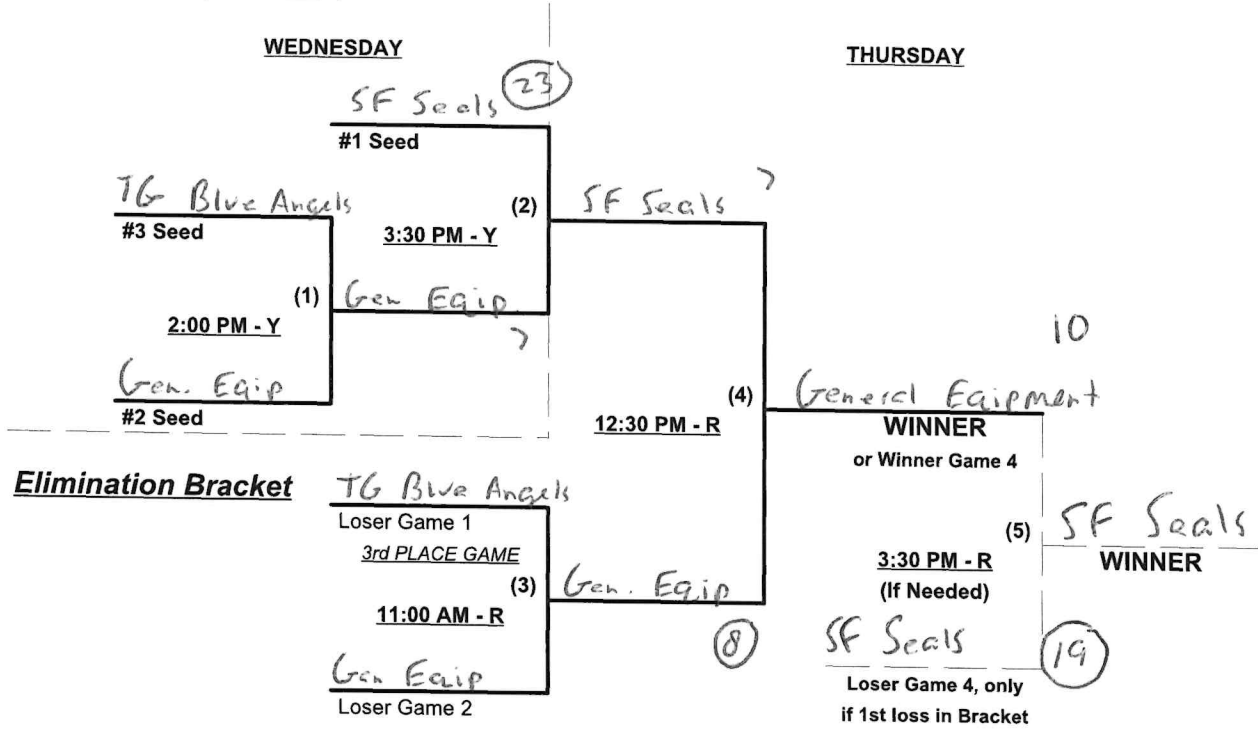 WEDNESDAY
THURSDAY
SF Seals 23
#1 Seed
TG Blue Angels
#3 Seed
(2)
3:30 PM - Y
SF Seals 7
(1)
2:00 PM - Y
Gen Eqip.
7
Gen. Eqip
#2 Seed
(4)
12:30 PM - R
10
General Eqipment
WINNER
or Winner Game 4
Elimination Bracket
TG Blue Angels
Loser Game 1
3rd PLACE GAME
(3)
11:00 AM - R
Gen. Eqip
8
Gen Eqip
Loser Game 2
(5)
3:30 PM - R
(If Needed)
SF Seals
WINNER
SF Seals
19
Loser Game 4, only
if 1st loss in Bracket